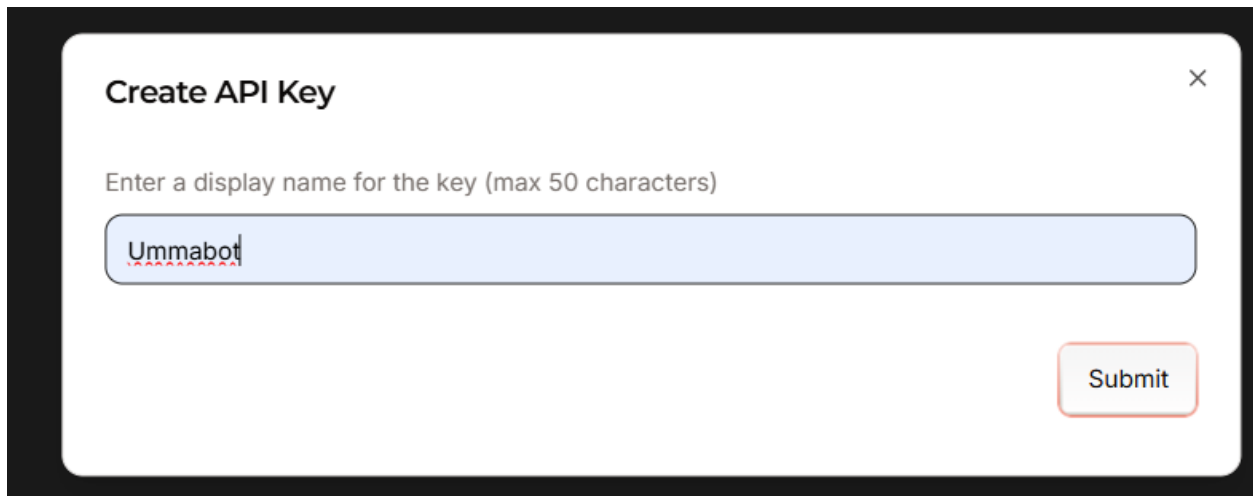 Create API Key
Enter a display name for the key (max 50 characters)
Ummabot
Submit